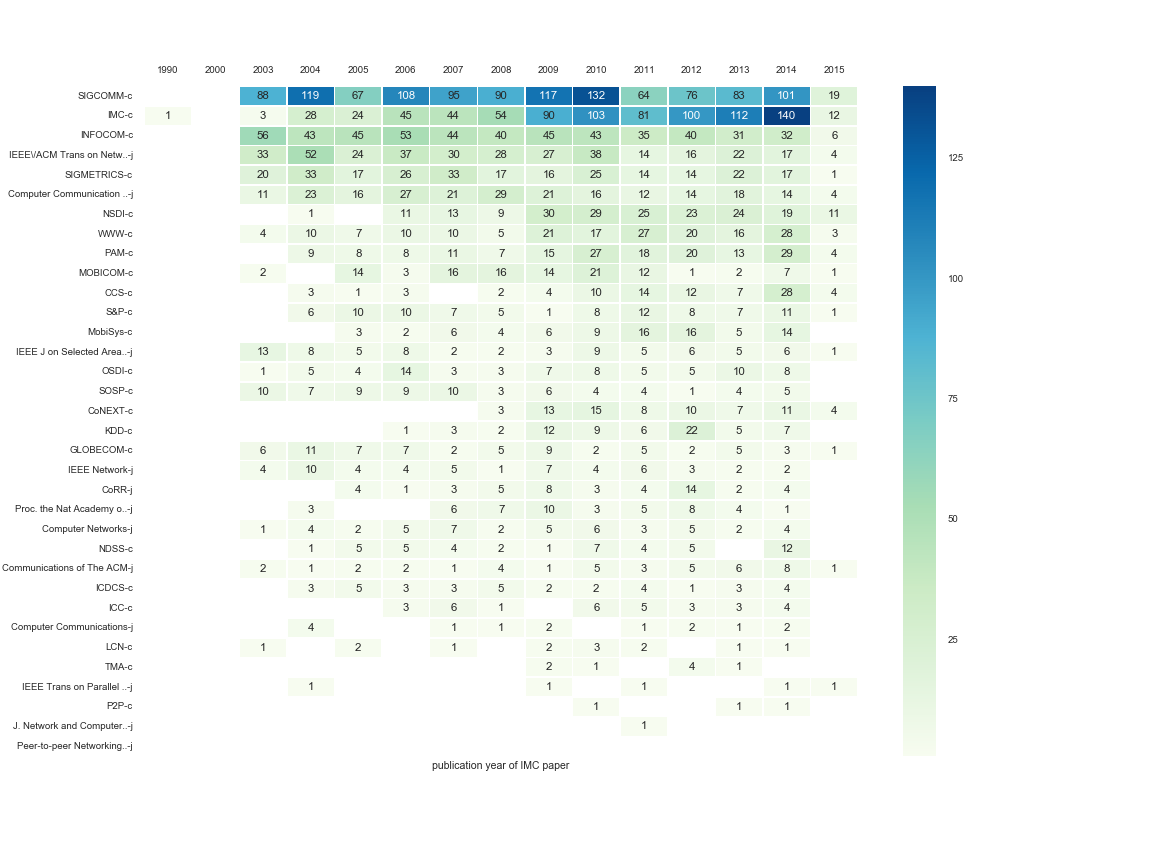 1990 2000 2003 2004 2005 2006 2007 2008 2009 2010 2011 2012 2013 2014 2015
SIGCOMM-c 88 119 67 108 95 90 117 132 64 76 83 101 19
IMC-c 1 3 28 24 45 44 54 90 103 81 100 112 140 12
INFOCOM-c 56 43 45 53 44 40 45 43 35 40 31 32 6
IEEE\/ACM Trans on Netw..-j 33 52 24 37 30 28 27 38 14 16 22 17 4
SIGMETRICS-c 20 33 17 26 33 17 16 25 14 14 22 17 1
Computer Communication ..-j 11 23 16 27 21 29 21 16 12 14 18 14 4
NSDI-c 1 11 13 9 30 29 25 23 24 19 11
WWW-c 4 10 7 10 10 5 21 17 27 20 16 28 3
PAM-c 9 8 8 11 7 15 27 18 20 13 29 4
MOBICOM-c 2 14 3 16 16 14 21 12 1 2 7 1
CCS-c 3 1 3 2 4 10 14 12 7 28 4
S&P-c 6 10 10 7 5 1 8 12 8 7 11 1
MobiSys-c 3 2 6 4 6 9 16 16 5 14
IEEE J on Selected Area..-j 13 8 5 8 2 2 3 9 5 6 5 6 1
OSDI-c 1 5 4 14 3 3 7 8 5 5 10 8
SOSP-c 10 7 9 9 10 3 6 4 4 1 4 5
CoNEXT-c 3 13 15 8 10 7 11 4
KDD-c 1 3 2 12 9 6 22 5 7
GLOBECOM-c 6 11 7 7 2 5 9 2 5 2 5 3 1
IEEE Network-j 4 10 4 4 5 1 7 4 6 3 2 2
CoRR-j 4 1 3 5 8 3 4 14 2 4
Proc. the Nat Academy o..-j 3 6 7 10 3 5 8 4 1
Computer Networks-j 1 4 2 5 7 2 5 6 3 5 2 4
NDSS-c 1 5 5 4 2 1 7 4 5 12
Communications of The ACM-j 2 1 2 2 1 4 1 5 3 5 6 8 1
ICDCS-c 3 5 3 3 5 2 2 4 1 3 4
ICC-c 3 6 1 6 5 3 3 4
Computer Communications-j 4 1 1 2 1 2 1 2
LCN-c 1 2 1 2 3 2 1 1
TMA-c 2 1 4 1
IEEE Trans on Parallel ..-j 1 1 1 1 1
P2P-c 1 1 1
J. Network and Computer..-j 1
Peer-to-peer Networking..-j
publication year of IMC paper
125
100
75
50
25